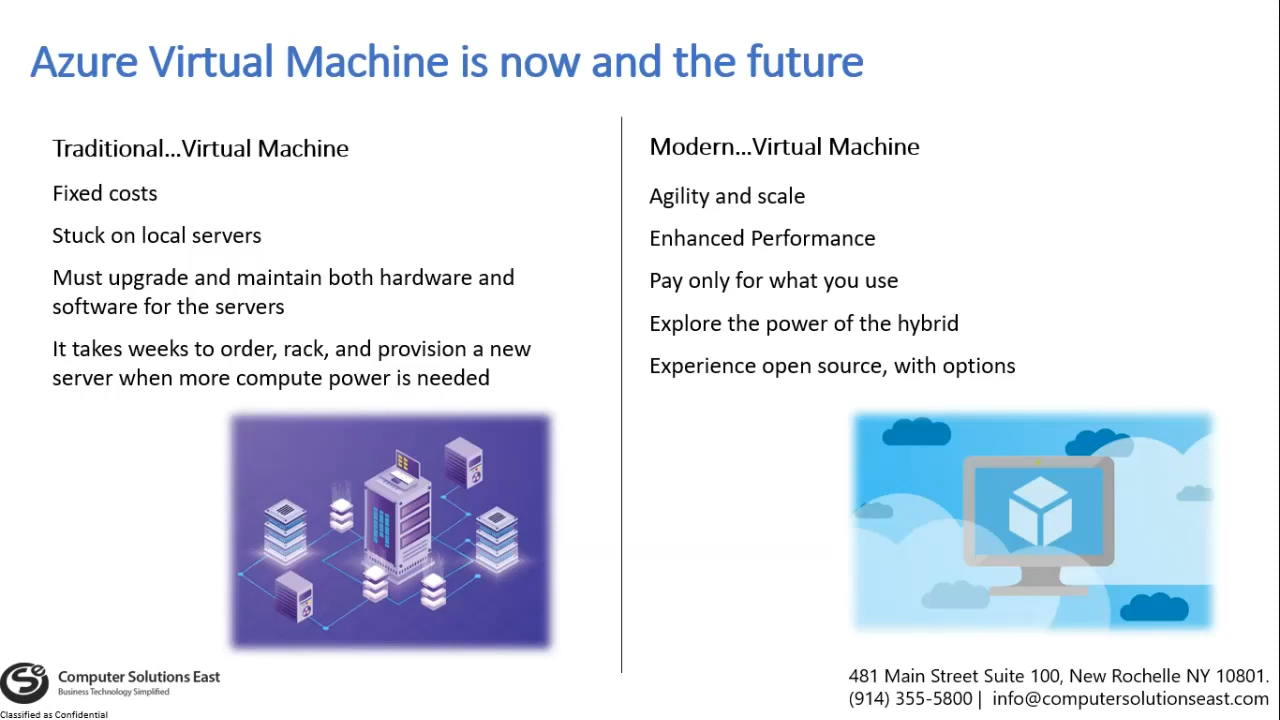 Azure Virtual Machine is now and the future
Traditional...Virtual Machine
Fixed costs
Stuck on local servers
Must upgrade and maintain both hardware and
software for the servers
It takes weeks to order, rack, and provision a new
server when more compute power is needed
Modern...Virtual Machine
Agility and scale
Enhanced Performance
Pay only for what you use
Explore the power of the hybrid
Experience open source, with options
Se
Computer Solutions East
Business Technology Simplified
Classified as Confidential
481 Main Street Suite 100, New Rochelle NY 10801.
(914) 355-5800 | info@computersolutionseast.com